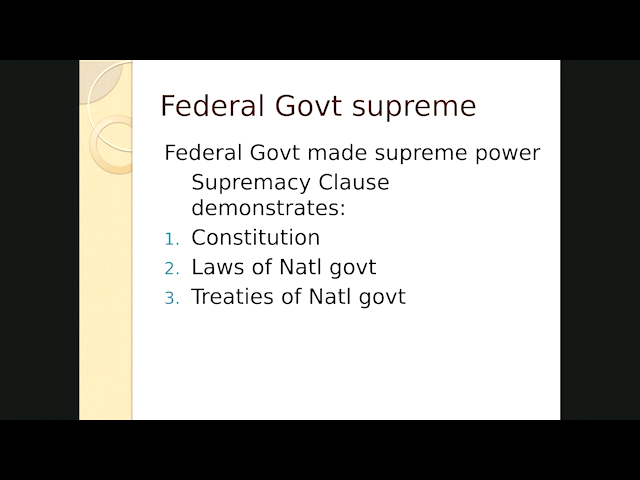 Federal Govt supreme
Federal Govt made supreme power
Supremacy Clause
demonstrates:
1. Constitution
2. Laws of Natl govt
3. Treaties of Natl govt